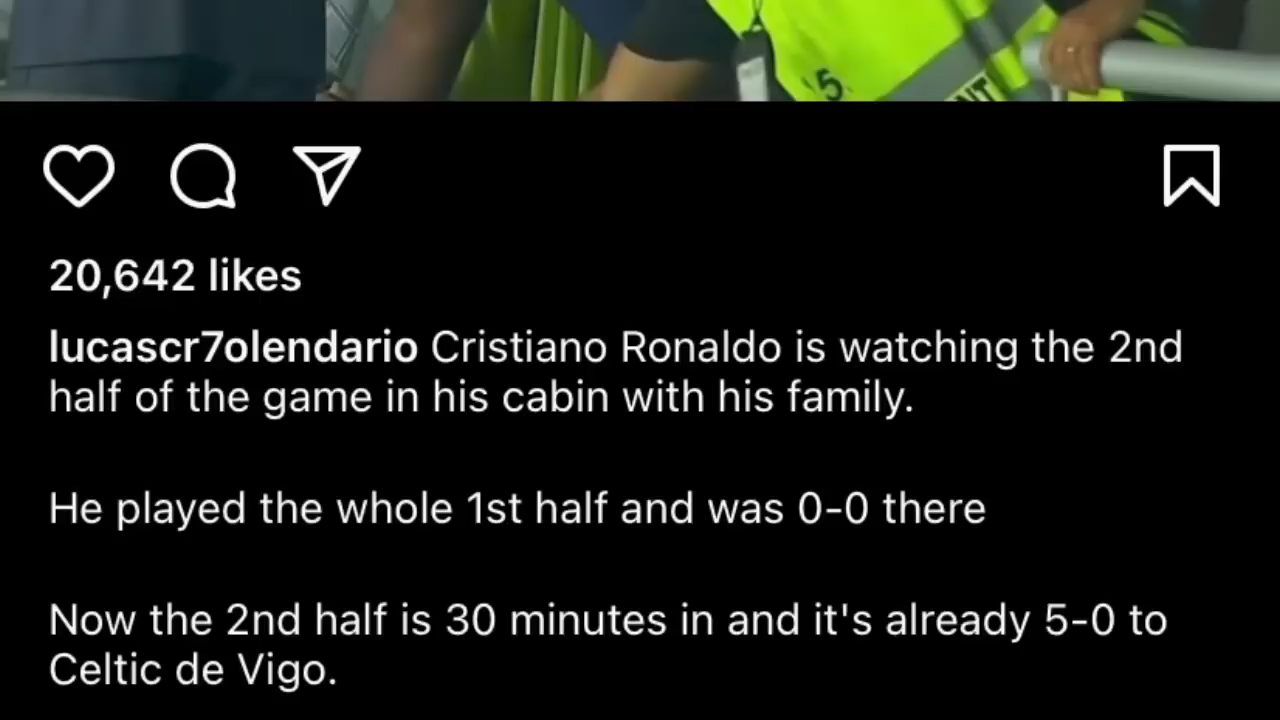 5
NT
20,642 likes
lucascr7olendario Cristiano Ronaldo is watching the 2nd
half of the game in his cabin with his family.
He played the whole 1st half and was 0-0 there
Now the 2nd half is 30 minutes in and it's already 5-0 to
Celtic de Vigo.